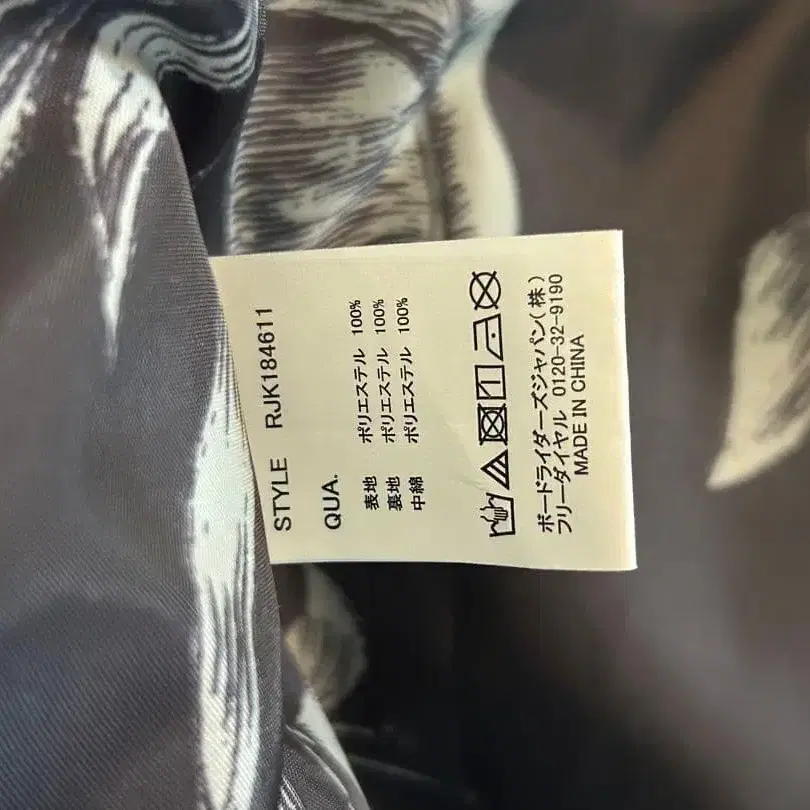 STYLE RJK184611
QUA.
表地 ポリエステル 100%
裏地 ポリエステル 100%
中綿 ポリエステル 100%
ボードライダーズジャパン(株)
フリーダイヤル 0120-32-9190
MADE IN CHINA